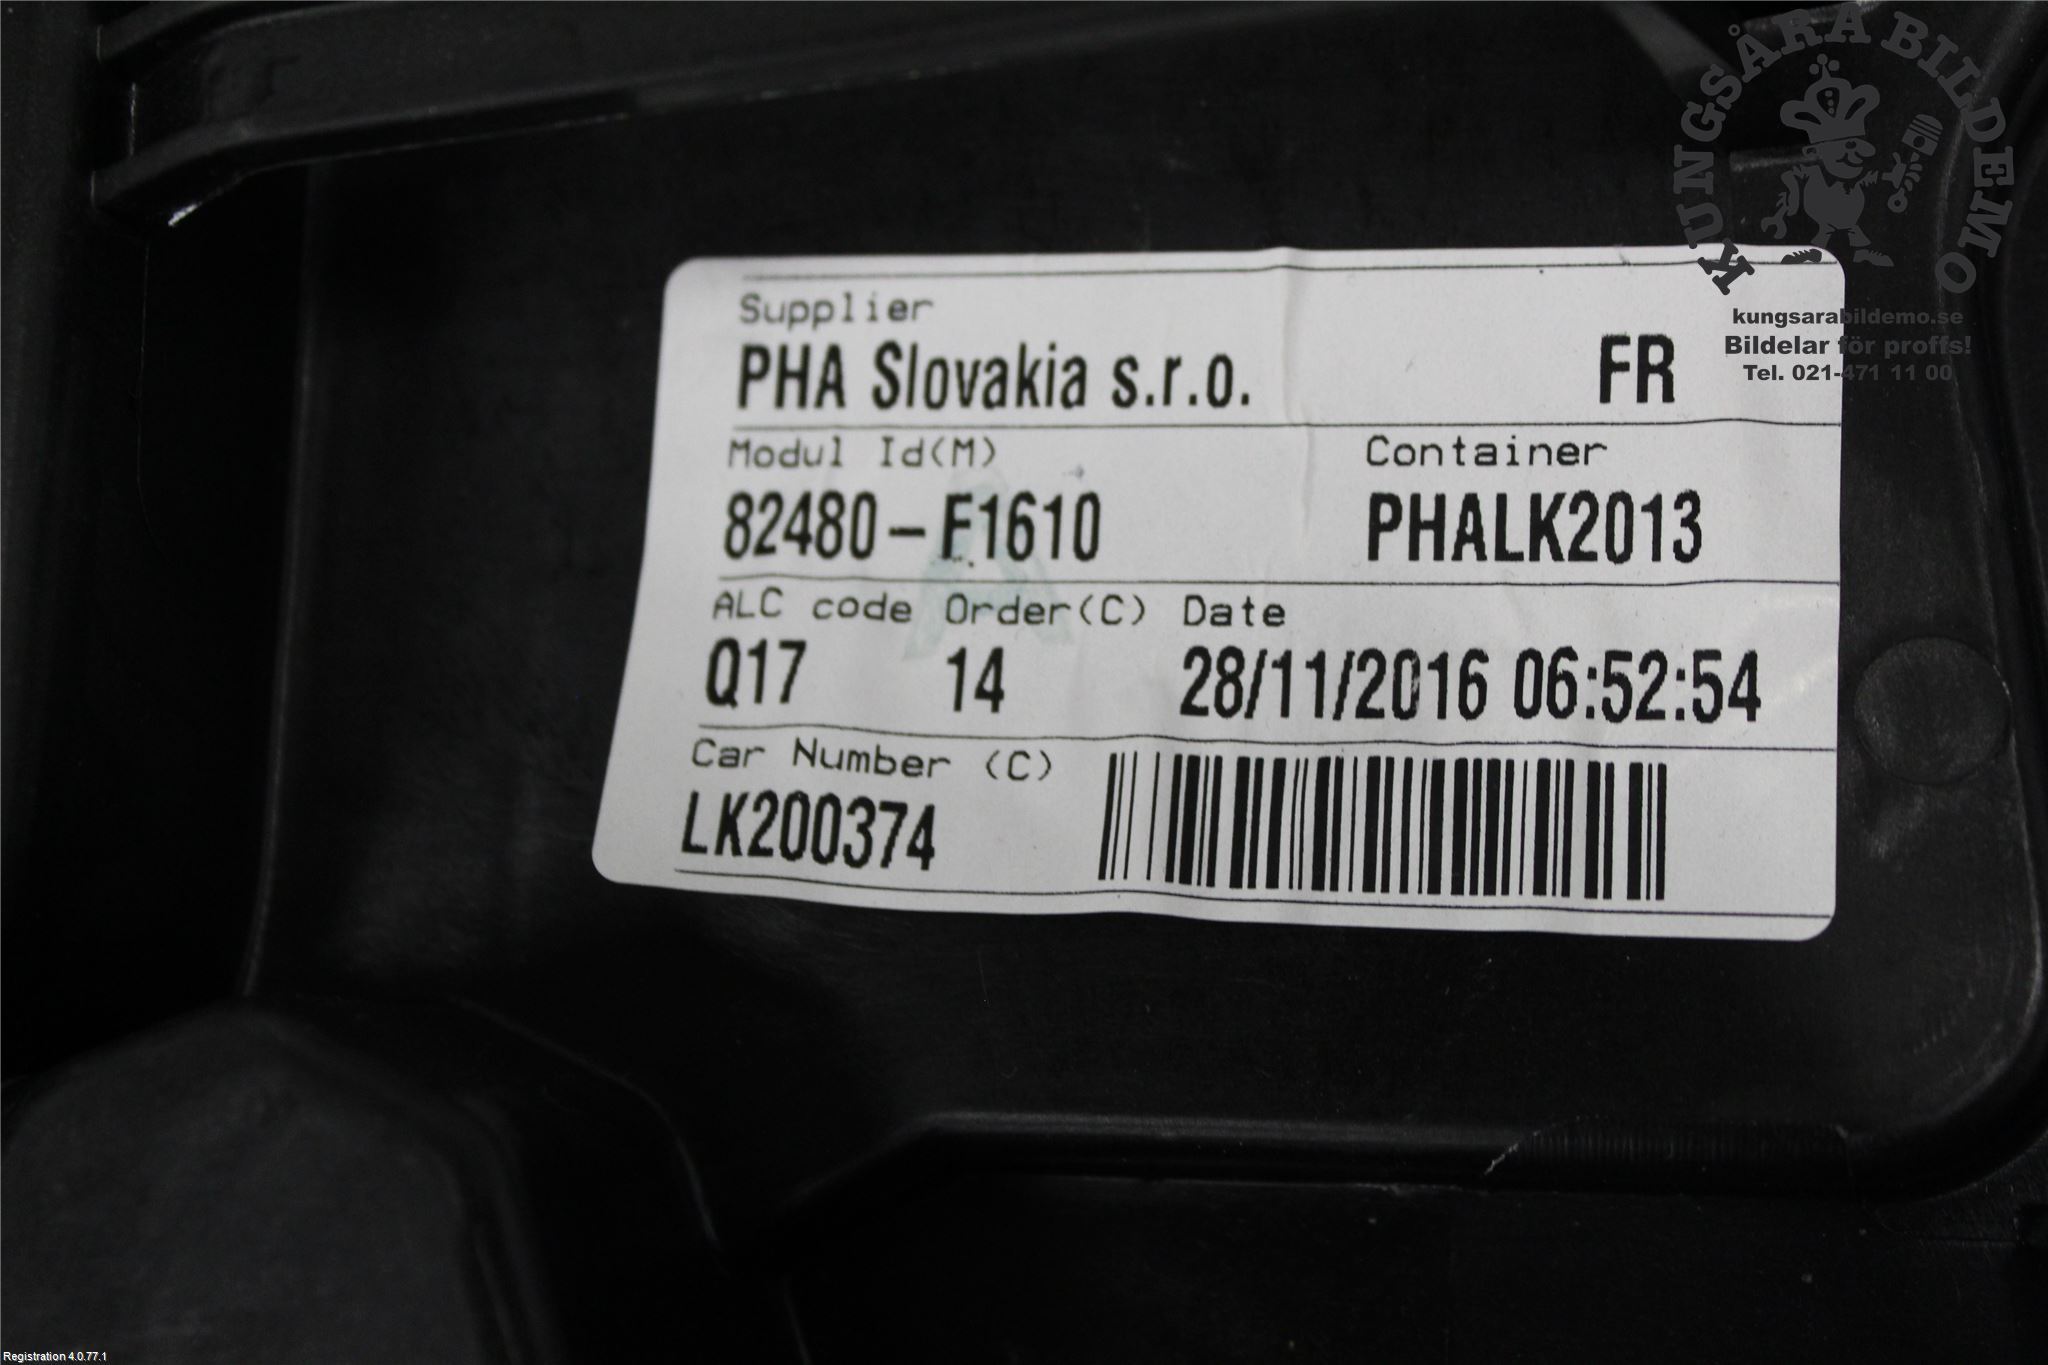 KUNGSÅRA BILDEMO
kungsarabildemo.se
Bildelar för proffs!
Tel. 021-471 11 00
Supplier
PHA Slovakia s.r.o. FR
Modul Id(M) Container
82480-F1610 PHALK2013
ALC code Order(C) Date
Q17 14 28/11/2016 06:52:54
Car Number (C)
LK200374
Registration 4.0.77.1